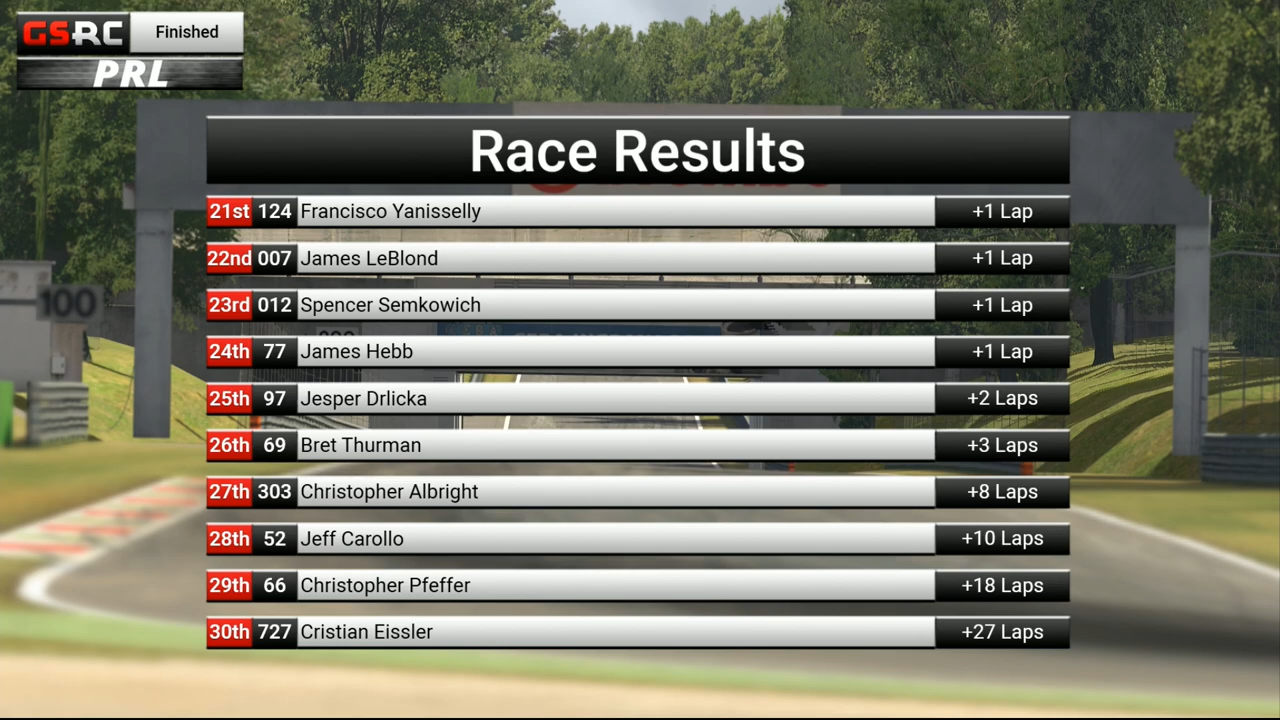 GSRC Finished
PRL
Race Results
21st 124 Francisco Yanisselly +1 Lap
22nd 007 James LeBlond +1 Lap
23rd 012 Spencer Semkowich +1 Lap
24th 77 James Hebb +1 Lap
25th 97 Jesper Drlicka +2 Laps
26th 69 Bret Thurman +3 Laps
27th 303 Christopher Albright +8 Laps
28th 52 Jeff Carollo +10 Laps
29th 66 Christopher Pfeffer +18 Laps
30th 727 Cristian Eissler +27 Laps
100